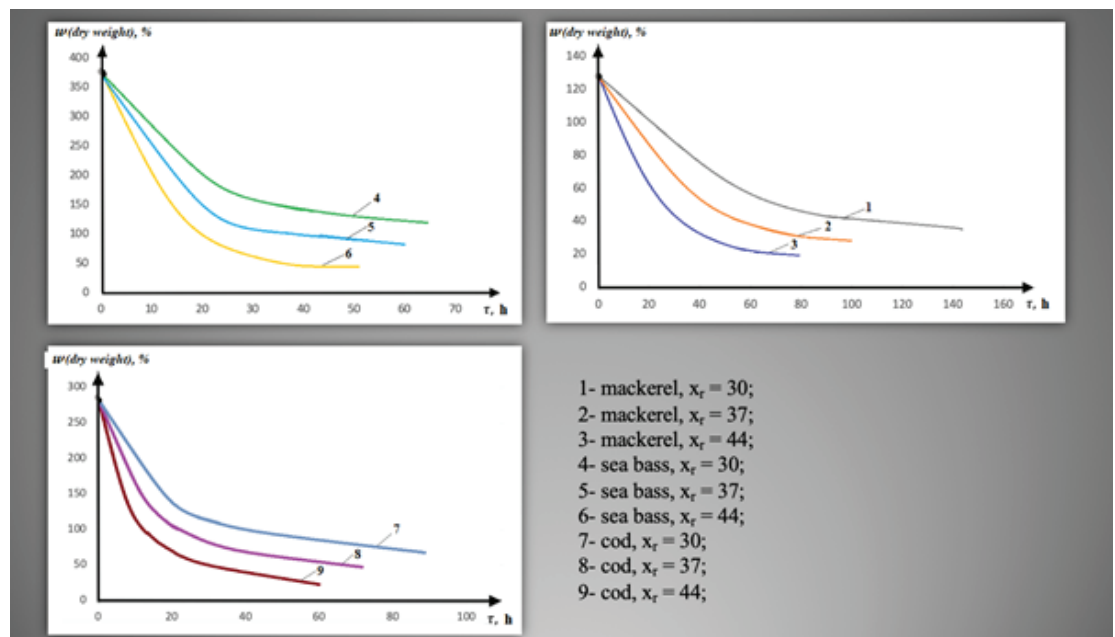 w(dry weight), %
400
350
300
250
200
150
100
50
0
0 10 20 30 40 50 60 70 τ, h
4
5
6
w(dry weight), %
140
120
100
80
60
40
20
0
0 20 40 60 80 100 120 140 160 τ, h
1
2
3
w(dry weight), %
300
250
200
150
100
50
0
0 20 40 60 80 100 τ, h
7
8
9
1- mackerel, xᵣ = 30;
2- mackerel, xᵣ = 37;
3- mackerel, xᵣ = 44;
4- sea bass, xᵣ = 30;
5- sea bass, xᵣ = 37;
6- sea bass, xᵣ = 44;
7- cod, xᵣ = 30;
8- cod, xᵣ = 37;
9- cod, xᵣ = 44;